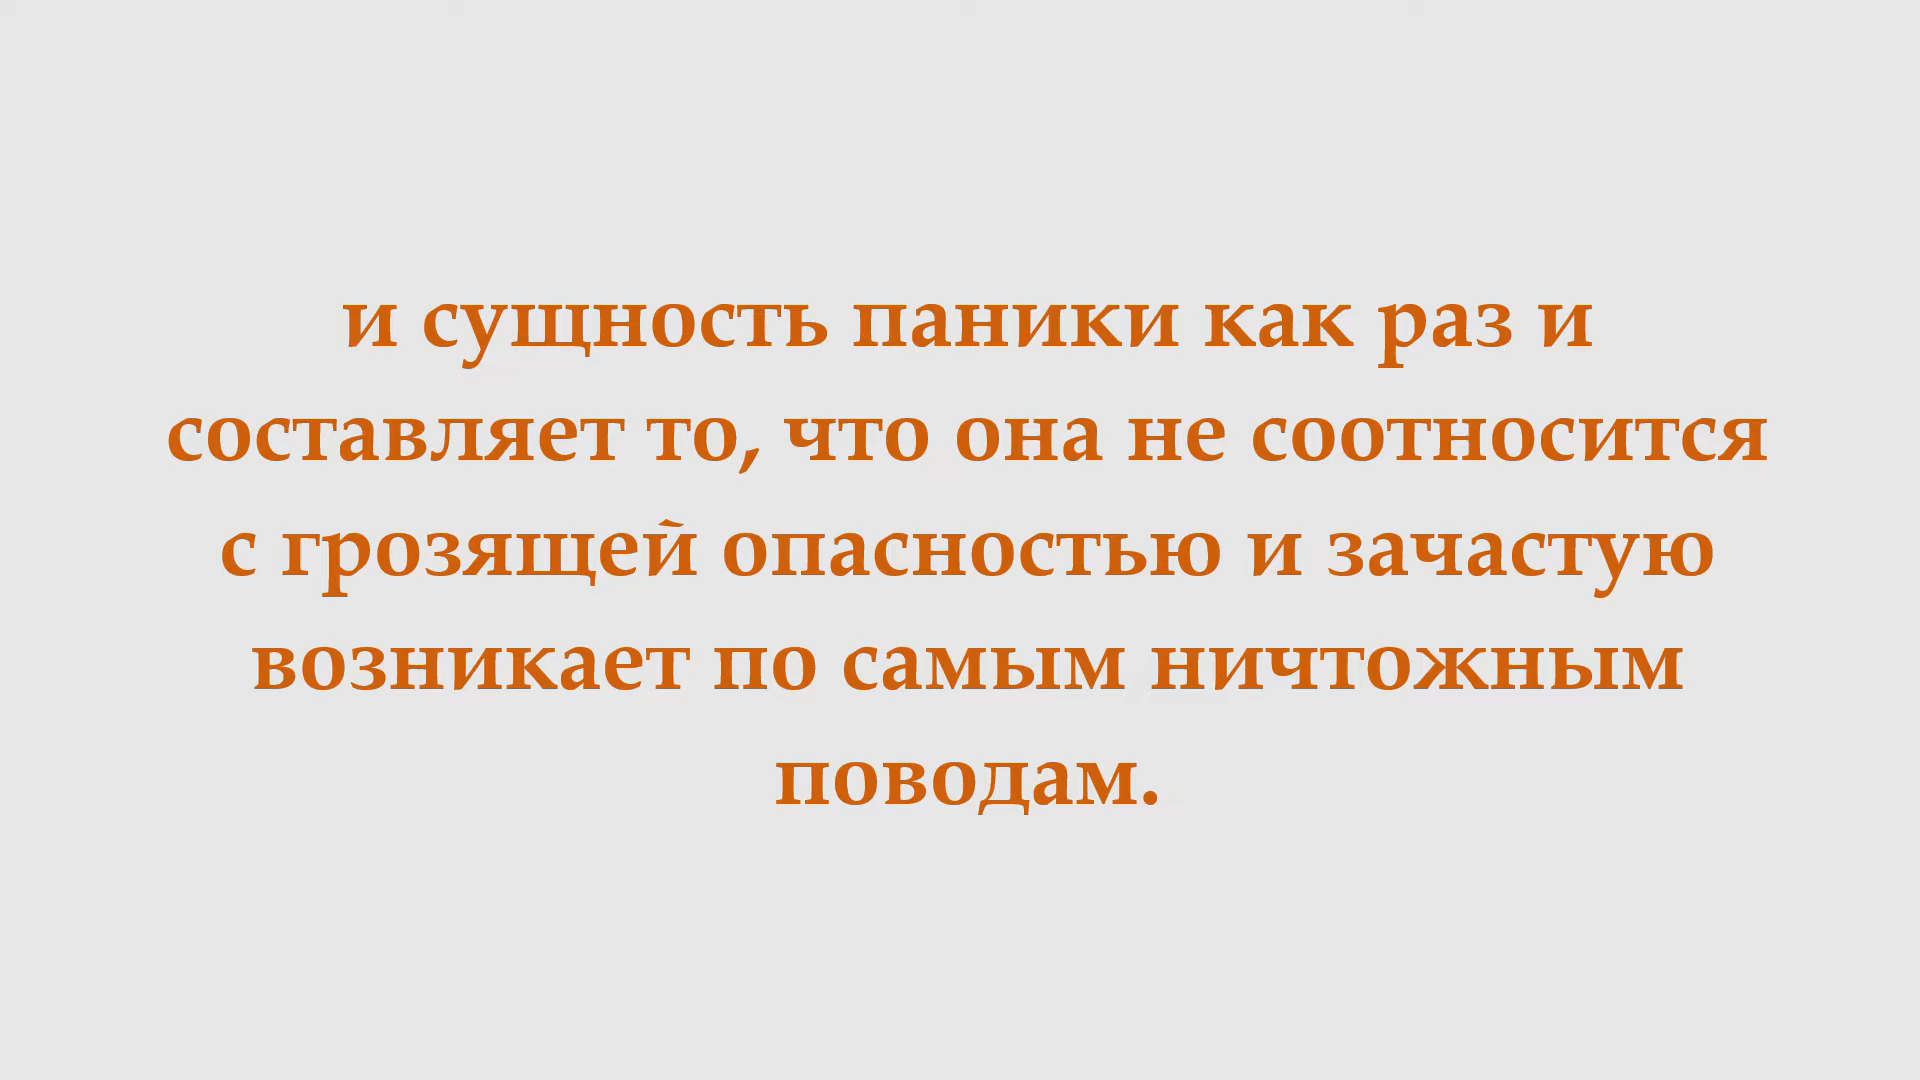 и сущность паники как раз и
составляет то, что она не соотносится
с грозящей опасностью и зачастую
возникает по самым ничтожным
поводам.